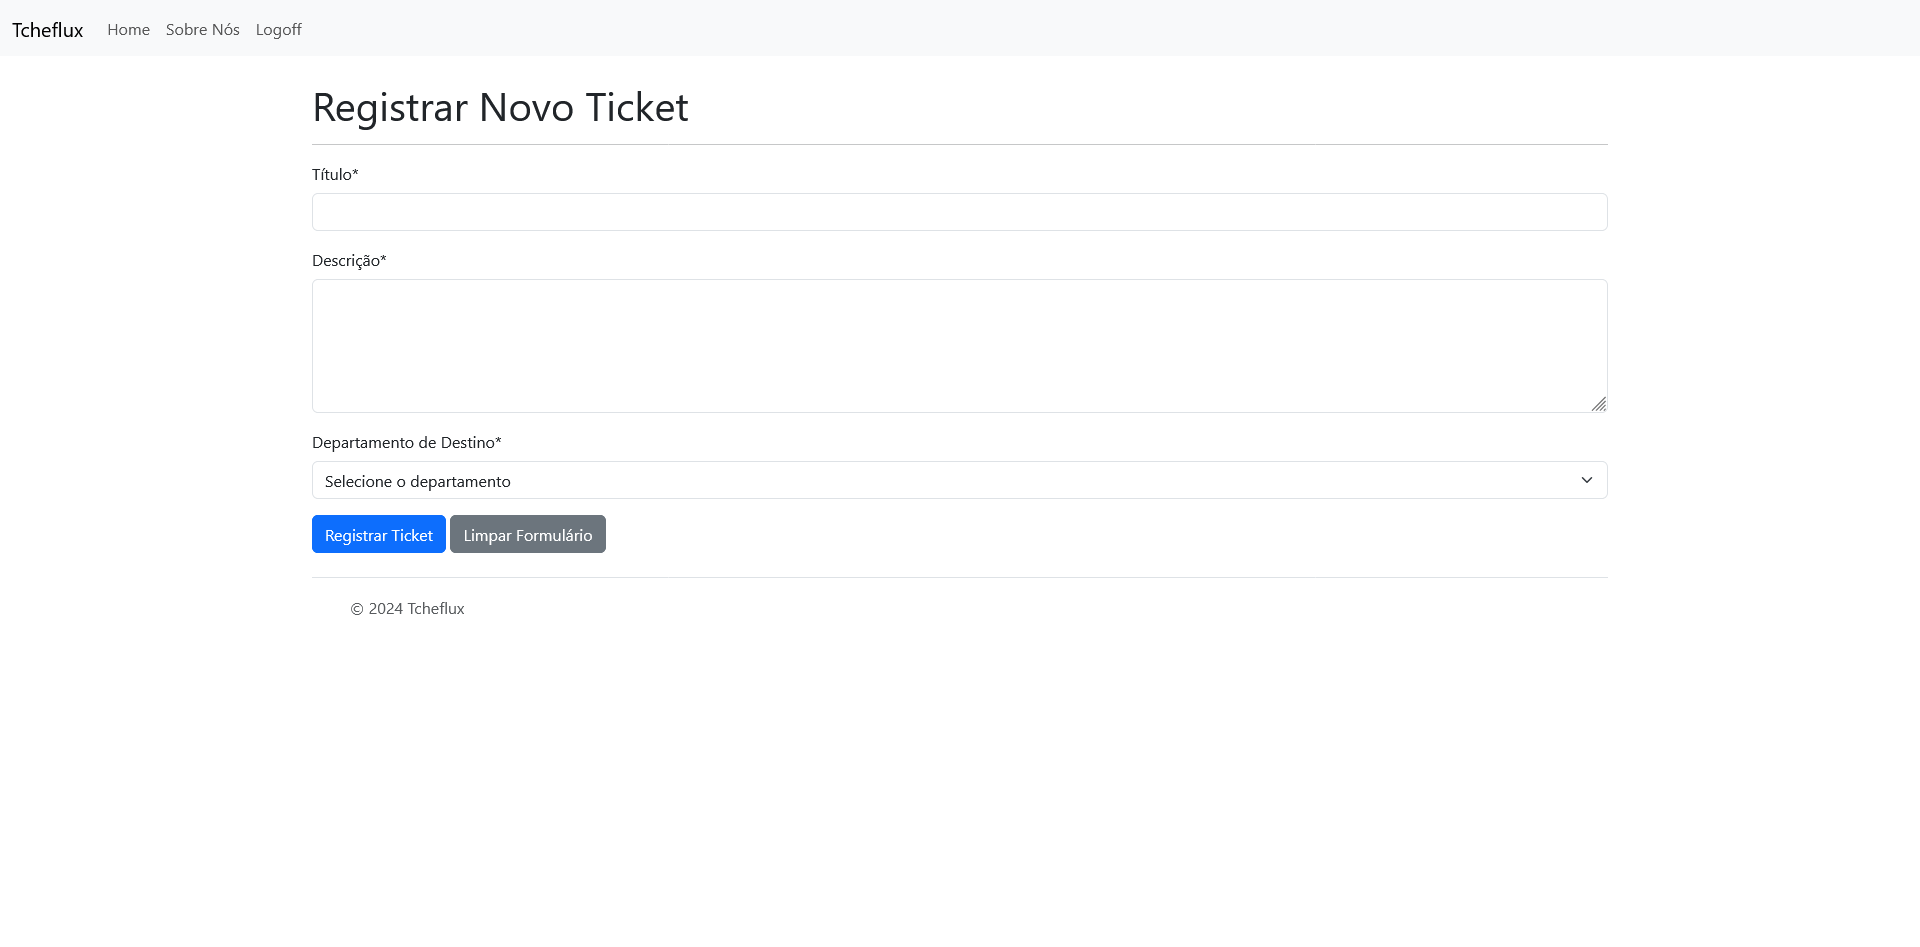 Tcheflux Home Sobre Nós Logoff
Registrar Novo Ticket
Título*
Descrição*
Departamento de Destino*
Selecione o departamento
Registrar Ticket Limpar Formulário
© 2024 Tcheflux